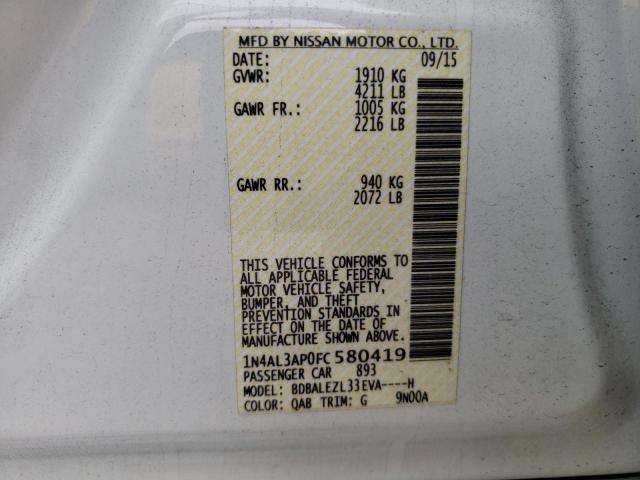 MFD BY NISSAN MOTOR CO., LTD.
DATE: 09/15
GVWR: 1910 KG
4211 LB
GAWR FR.: 1005 KG
2216 LB
GAWR RR.: 940 KG
2072 LB
THIS VEHICLE CONFORMS TO
ALL APPLICABLE FEDERAL
MOTOR VEHICLE SAFETY,
BUMPER, AND THEFT
PREVENTION STANDARDS IN
EFFECT ON THE DATE OF
MANUFACTURE SHOWN ABOVE.
1N4AL3AP0FC580419
PASSENGER CAR 893
MODEL: BDBALEZL33EVA----H
COLOR: QAB TRIM: G 9N00A